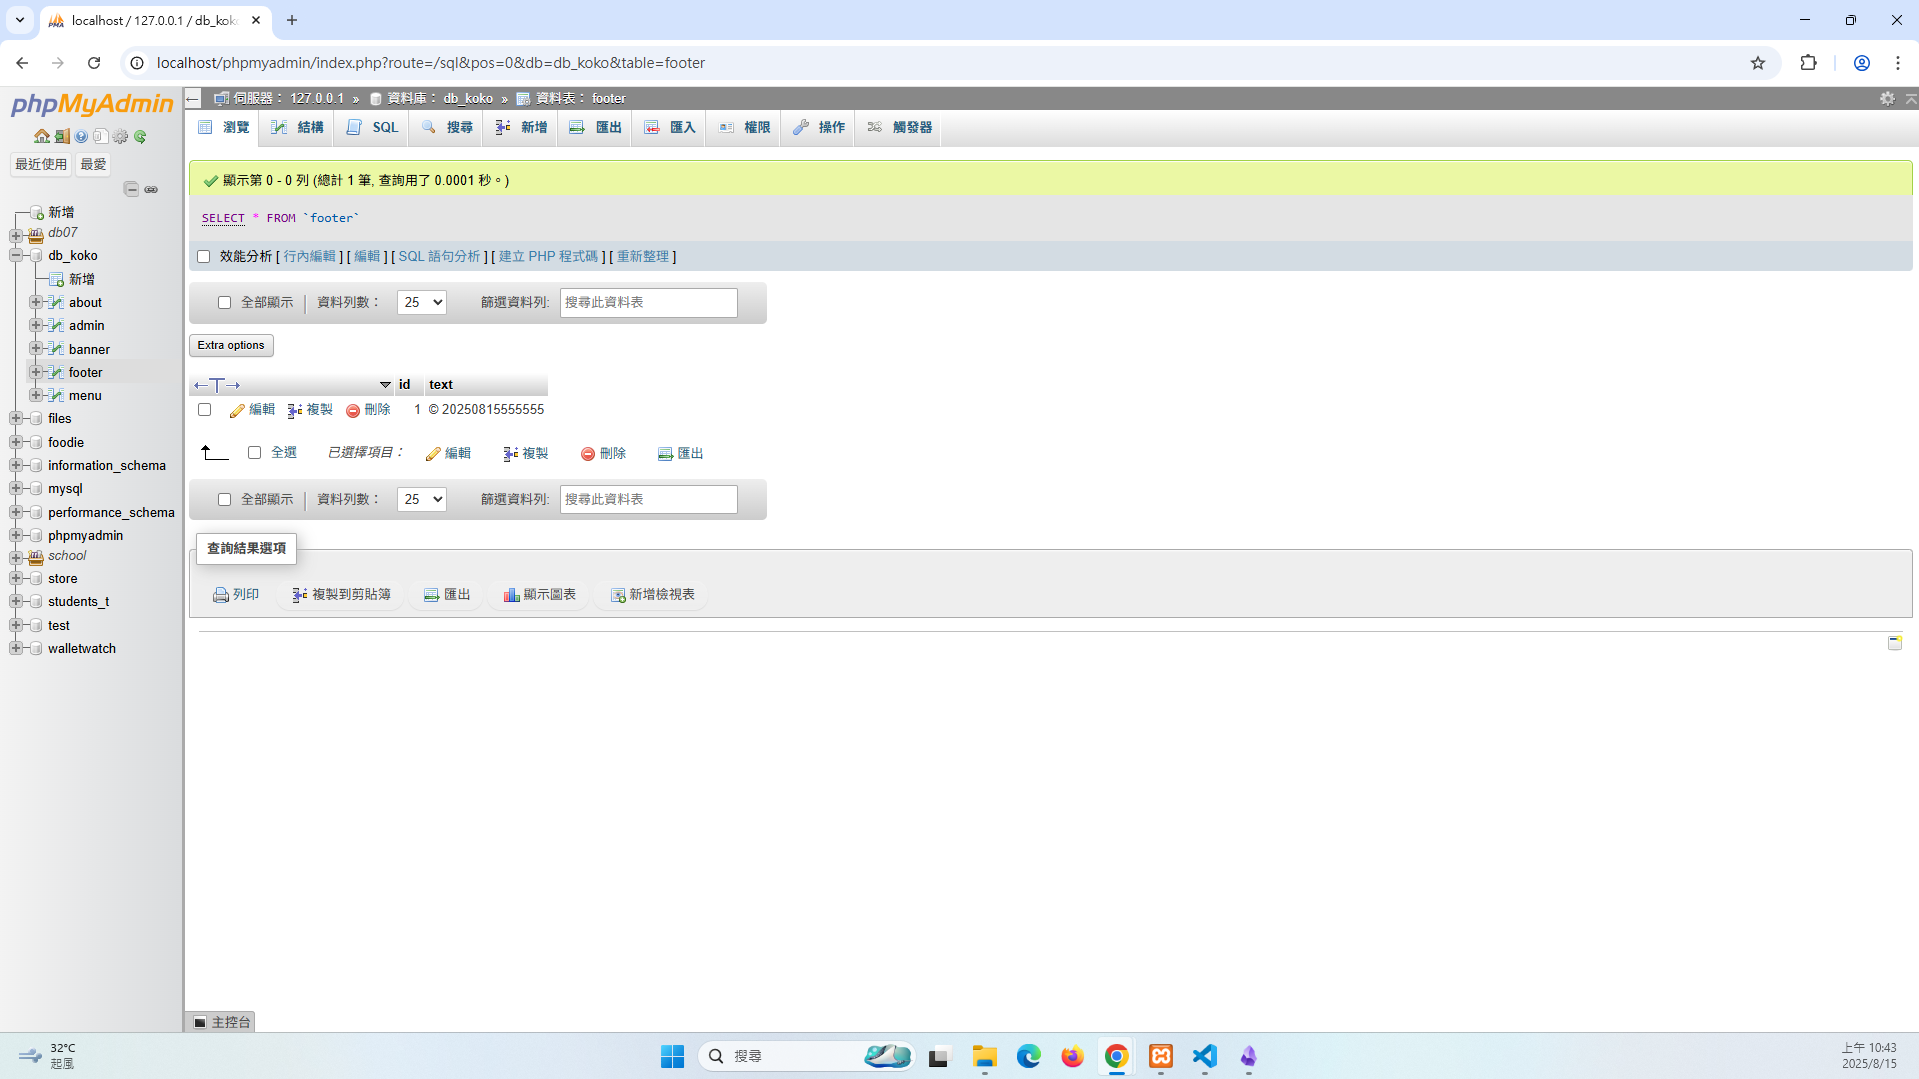 localhost / 127.0.0.1 / db_koko
localhost/phpmyadmin/index.php?route=/sql&pos=0&db=db_koko&table=footer
phpMyAdmin
最近使用 最愛
新增
db07
db_koko
新增
about
admin
banner
footer
menu
files
foodie
information_schema
mysql
performance_schema
phpmyadmin
school
store
students_t
test
walletwatch
伺服器： 127.0.0.1 » 資料庫： db_koko » 資料表： footer
瀏覽 結構 SQL 搜尋 新增 匯出 匯入 權限 操作 觸發器
顯示第 0 - 0 列 (總計 1 筆, 查詢用了 0.0001 秒。)
SELECT * FROM `footer`
效能分析 [ 行內編輯 ] [ 編輯 ] [ SQL 語句分析 ] [ 建立 PHP 程式碼 ] [ 重新整理 ]
全部顯示 資料列數： 25 篩選資料列: 搜尋此資料表
Extra options
←T→ id text
編輯 複製 刪除 1 © 20250815555555
全選 已選擇項目： 編輯 複製 刪除 匯出
全部顯示 資料列數： 25 篩選資料列: 搜尋此資料表
查詢結果選項
列印 複製到剪貼簿 匯出 顯示圖表 新增檢視表
主控台
32°C
起風
搜尋
上午 10:43
2025/8/15